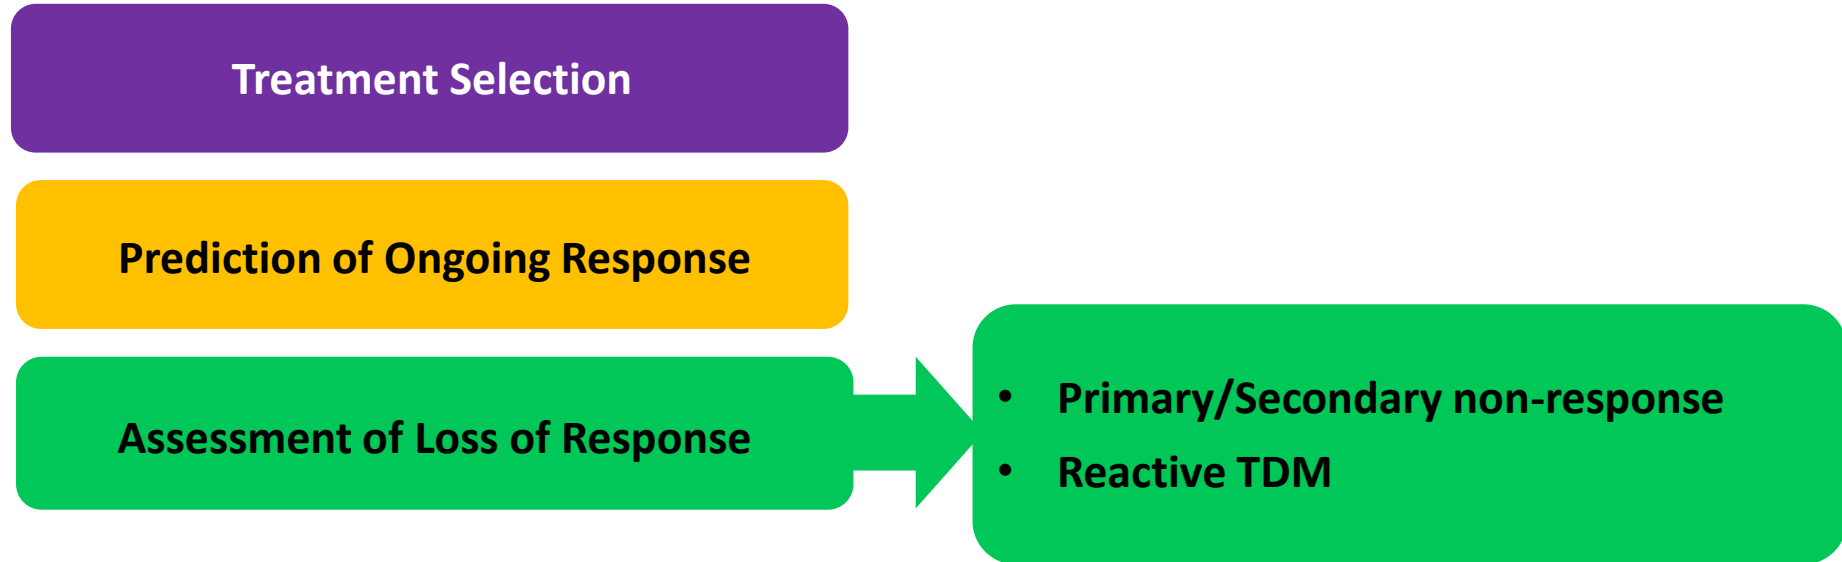 Treatment Selection
Prediction of Ongoing Response
Assessment of Loss of Response
• Primary/Secondary non-response
• Reactive TDM